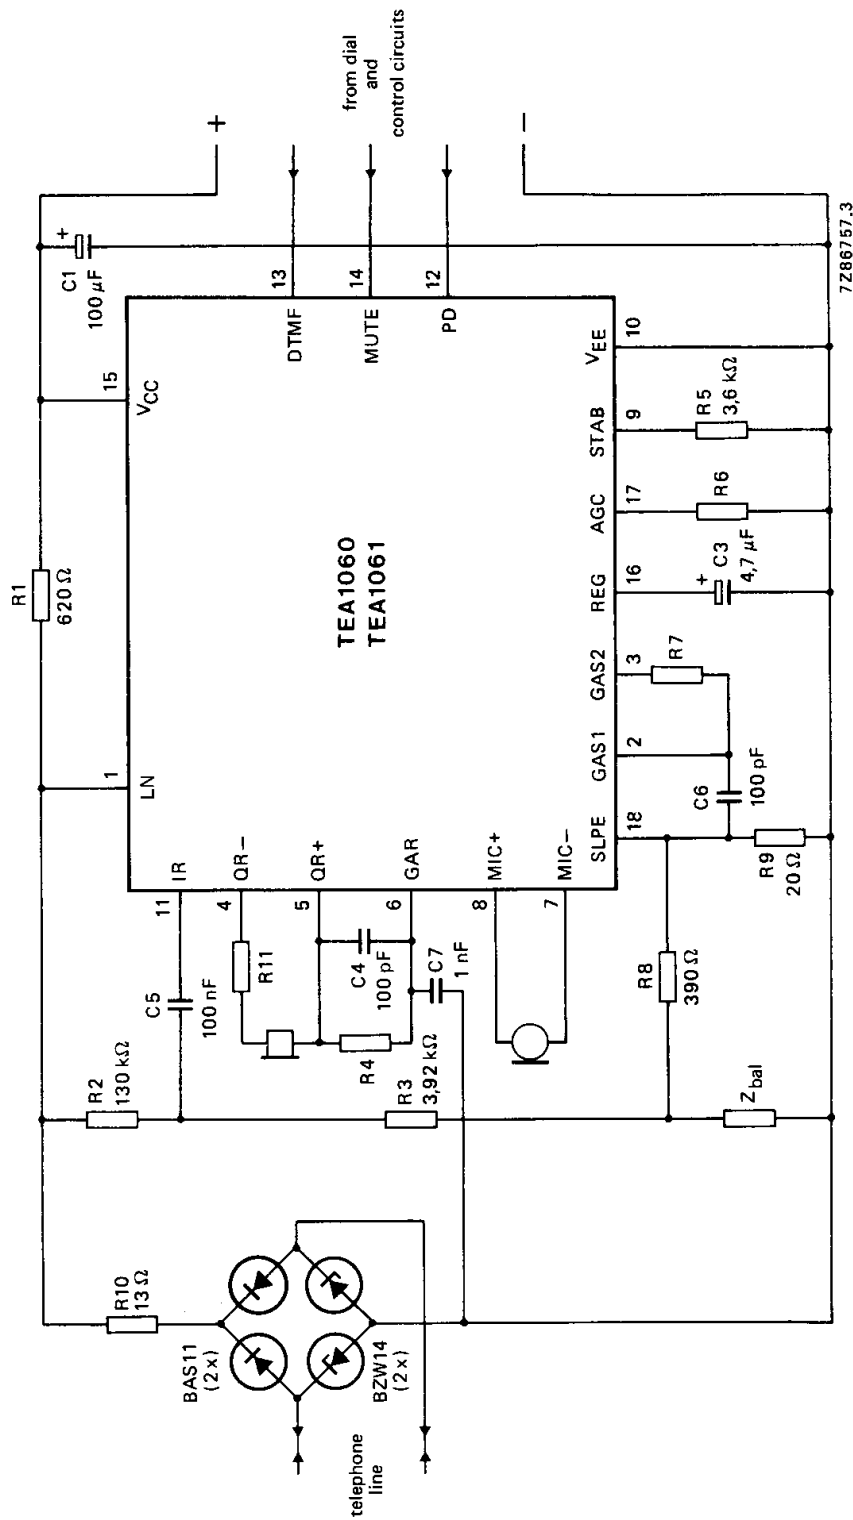 R1
620 Ω
C1
100 µF
+
+
−
from dial
and
control circuits
R10
13 Ω
BAS11
(2x)
BZW14
(2x)
telephone
line
R2
130 kΩ
C5
100 nF
R11
R4
C4
100 pF
C7
1 nF
R3
3,92 kΩ
Zbal
R8
390 Ω
R9
20 Ω
C6
100 pF
R7
C3
4,7 µF
+
R6
R5
3,6 kΩ
TEA1060
TEA1061
1
LN
15
VCC
13
DTMF
14
MUTE
12
PD
11
IR
4
QR−
5
QR+
6
GAR
8
MIC+
7
MIC−
SLPE
18
GAS1
2
GAS2
3
REG
16
AGC
17
STAB
9
VEE
10
7Z86757.3